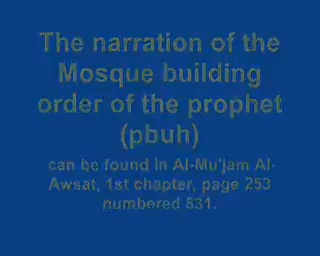 The narration of the
Mosque building
order of the prophet
(pbuh)
can be found in Al-Mu'jam Al-
Awsat, 1st chapter, page 253
numbered 831.